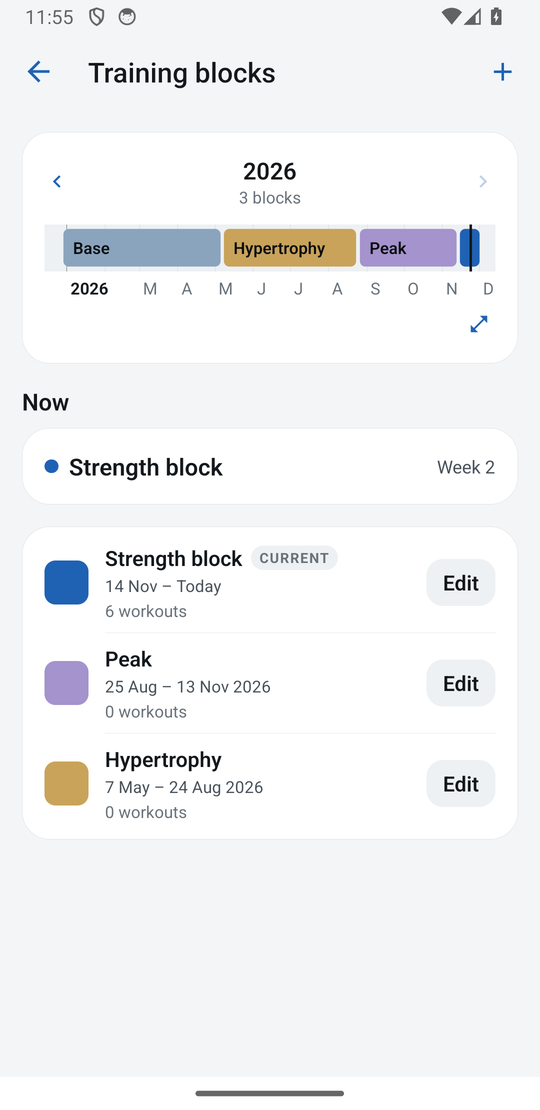 11:55
Training blocks
2026
3 blocks
Base Hypertrophy Peak
2026 M A M J J A S O N D
Now
Strength block Week 2
Strength block CURRENT
14 Nov – Today
6 workouts
Edit
Peak
25 Aug – 13 Nov 2026
0 workouts
Edit
Hypertrophy
7 May – 24 Aug 2026
0 workouts
Edit